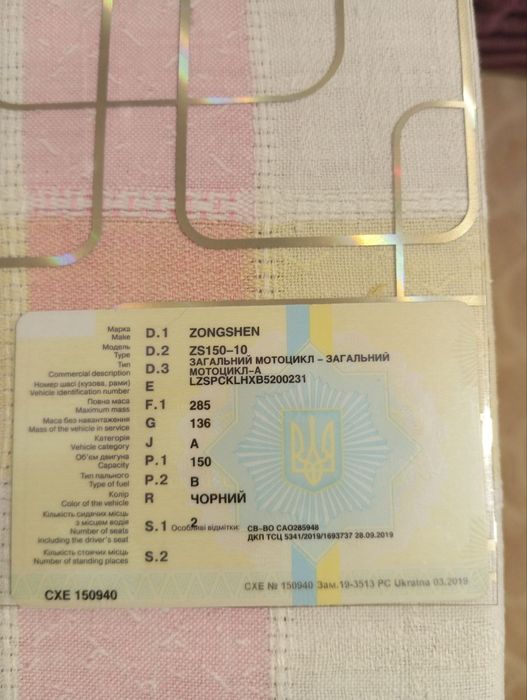 Марка D.1 ZONGSHEN
Make
Модель D.2 ZS150-10
Type
Тип D.3 ЗАГАЛЬНИЙ МОТОЦИКЛ - ЗАГАЛЬНИЙ
Commercial description МОТОЦИКЛ-А
Номер шасі (кузова, рами) E LZSPCKLHXB5200231
Vehicle identification number
Повна маса F.1 285
Maximum mass
Маса без навантаження G 136
Mass of the vehicle in service
Категорія J A
Vehicle category
Об'єм двигуна P.1 150
Capacity
Тип пального P.2 B
Type of fuel
Колір R ЧОРНИЙ
Color of the vehicle
Кількість сидячих місць
з місцем водія S.1 2 Особливі відмітки: СВ-ВО САО285948
Number of seats ДКП ТСЦ 5341/2019/1693737 28.09.2019
including the driver's seat
Кількість стоячих місць S.2
Number of standing places
СХЕ № 150940 Зам.19-3513 РС Ukraina 03.2019
СХЕ 150940